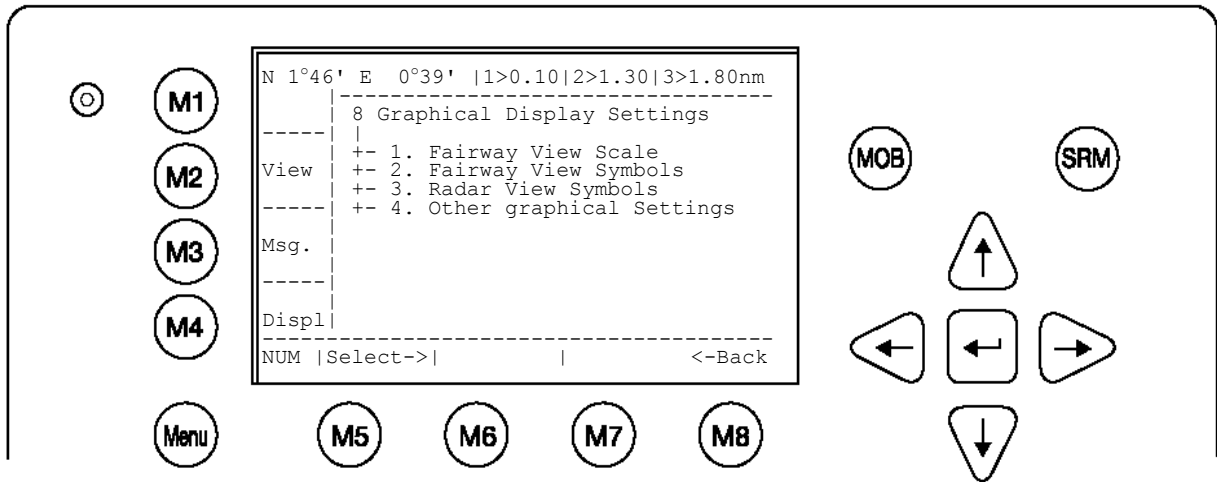 N 1°46' E 0°39' |1>0.10|2>1.30|3>1.80nm
8 Graphical Display Settings
+- 1. Fairway View Scale
View +- 2. Fairway View Symbols
+- 3. Radar View Symbols
+- 4. Other graphical Settings
Msg.
Displ
NUM |Select->| | <-Back
M1
M2
M3
M4
Menu
M5
M6
M7
M8
MOB
SRM